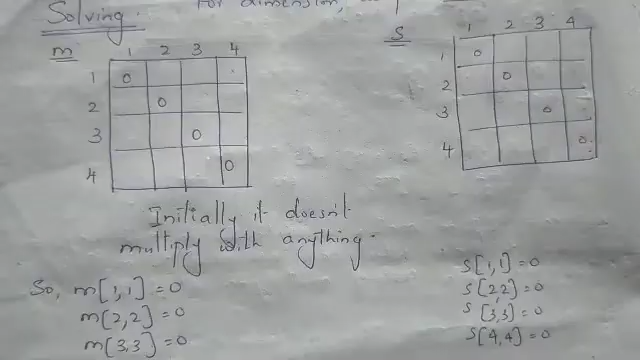 Solving.
For dimension,
m
1 2 3 4
1 0
2 0
3 0
4 0
S
1 2 3 4
1 0
2 0
3 0
4 0
Initially it doesn't
multiply with anything.
So, m[1,1] = 0
m[2,2] = 0
m[3,3] = 0
S[1,1] = 0
S[2,2] = 0
S[3,3] = 0
S[4,4] = 0